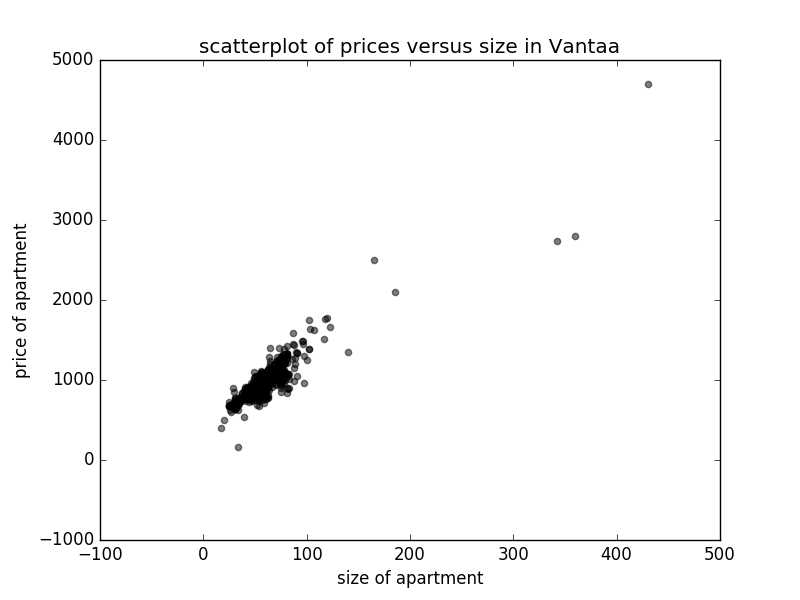 scatterplot of prices versus size in Vantaa
5000
4000
3000
2000
1000
0
−1000
price of apartment
−100 0 100 200 300 400 500
size of apartment